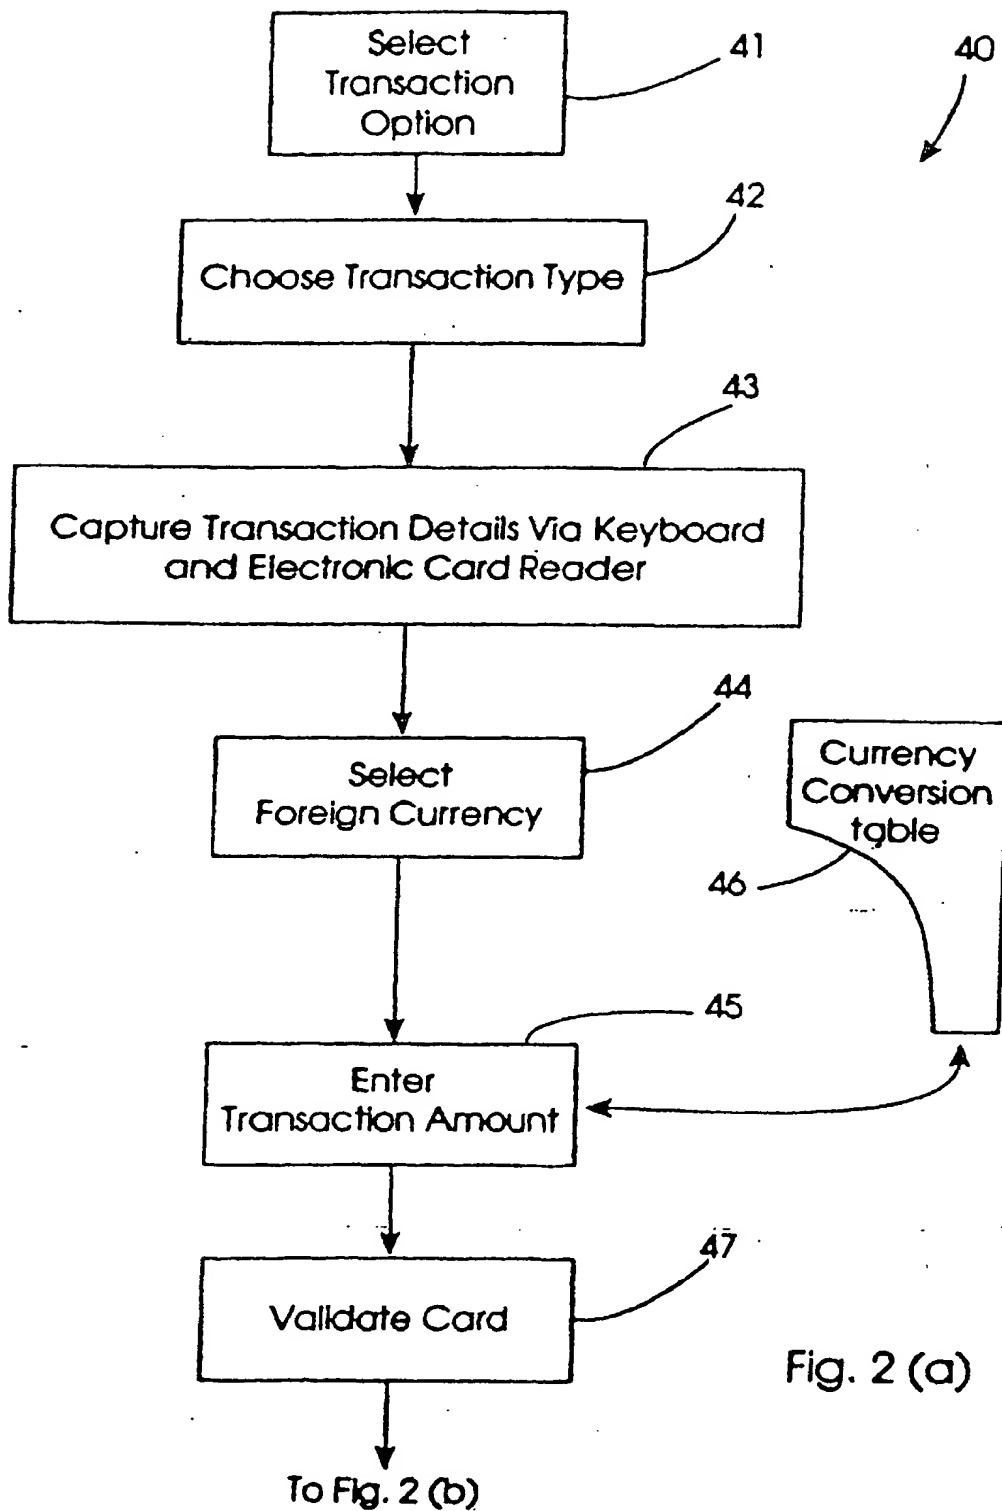 Select
Transaction
Option
41
40
Choose Transaction Type
42
43
Capture Transaction Details Via Keyboard
and Electronic Card Reader
44
Select
Foreign Currency
Currency
Conversion
table
46
45
Enter
Transaction Amount
47
Validate Card
Fig. 2 (a)
To Fig. 2 (b)